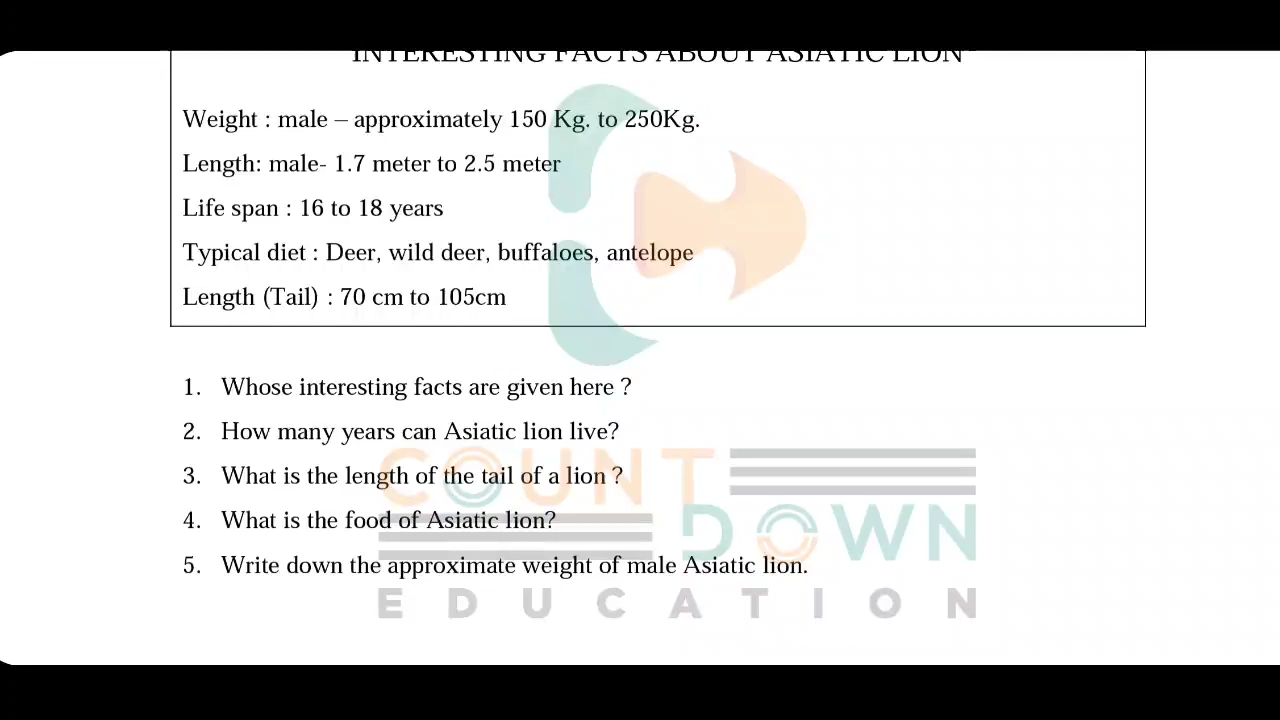 INTERESTING FACTS ABOUT ASIATIC LION
Weight : male – approximately 150 Kg. to 250Kg.
Length: male- 1.7 meter to 2.5 meter
Life span : 16 to 18 years
Typical diet : Deer, wild deer, buffaloes, antelope
Length (Tail) : 70 cm to 105cm
1. Whose interesting facts are given here ?
2. How many years can Asiatic lion live?
3. What is the length of the tail of a lion ?
4. What is the food of Asiatic lion?
5. Write down the approximate weight of male Asiatic lion.
COUNT
DOWN
EDUCATION